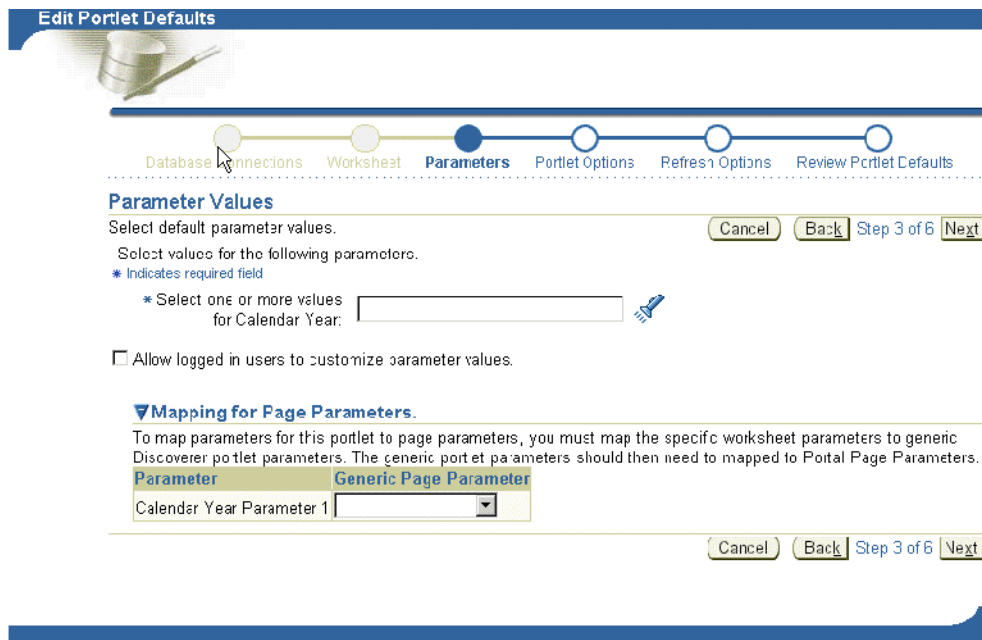 Edit Portlet Defaults
Database Connections Worksheet Parameters Portlet Options Refresh Options Review Portlet Defaults
Parameter Values
Select default parameter values.
Cancel Back Step 3 of 6 Next
Select values for the following parameters.
* Indicates required field
* Select one or more values
for Calendar Year:
Allow logged in users to customize parameter values.
Mapping for Page Parameters.
To map parameters for this portlet to page parameters, you must map the specific worksheet parameters to generic
Discoverer portlet parameters. The generic portlet parameters should then need to mapped to Portal Page Parameters.
Parameter Generic Page Parameter
Calendar Year Parameter 1
Cancel Back Step 3 of 6 Next